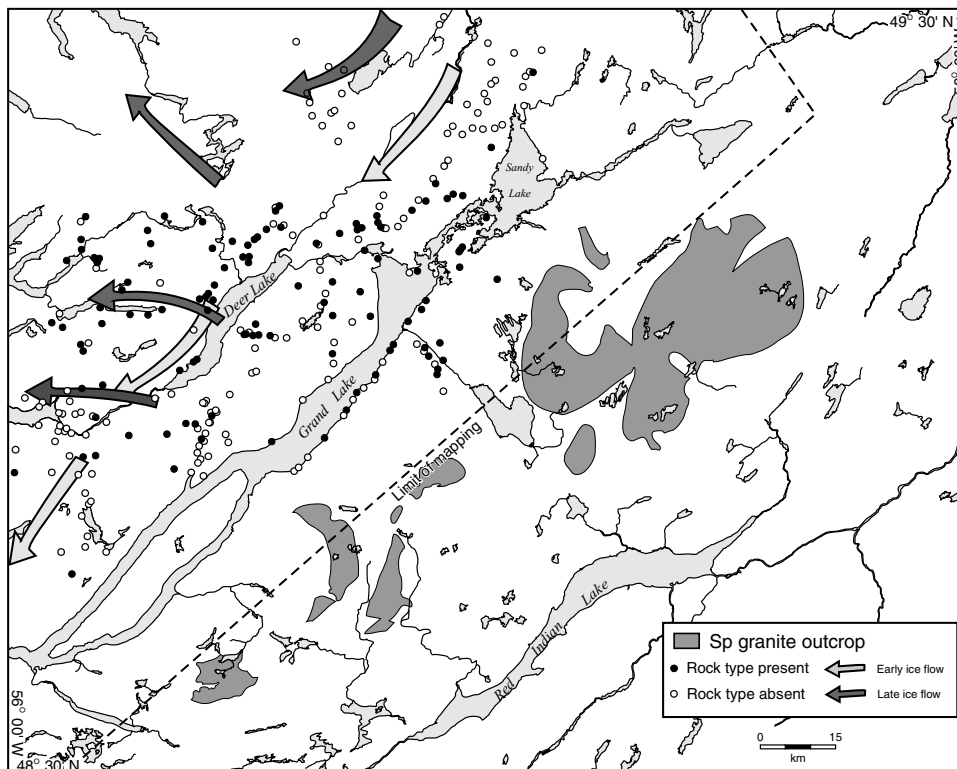 49° 30' N
Sandy
Lake
Deer Lake
Grand Lake
Limit of mapping
Red Indian Lake
Sp granite outcrop
Rock type present
Early ice flow
Rock type absent
Late ice flow
56° 00' W
48° 30' N
0 15
km